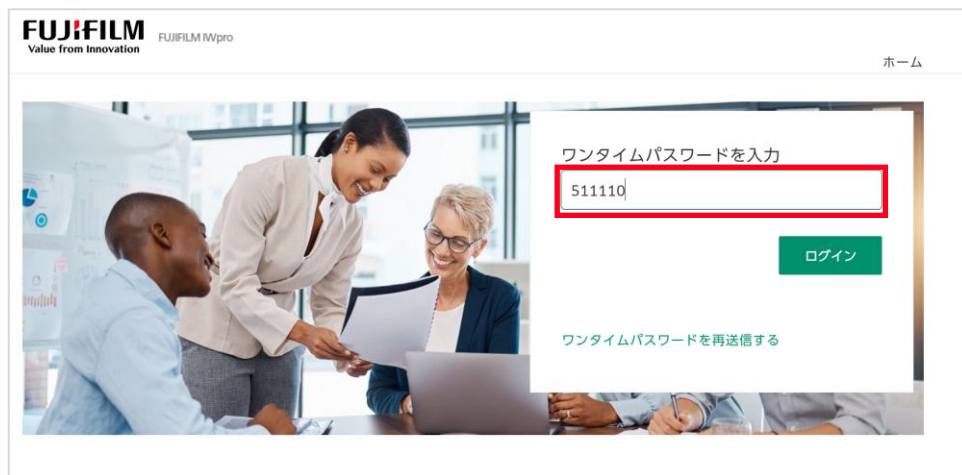 FUJIFILM
Value from Innovation
FUJIFILM IWpro
ホーム
ワンタイムパスワードを入力
511110
ログイン
ワンタイムパスワードを再送信する